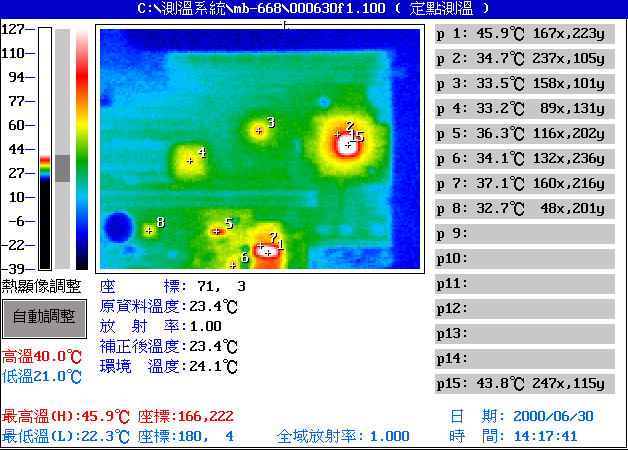 C:\測溫系統\mb-668\000630f1.100 ( 定點測溫 )
127
110
94
77
60
44
27
10
-6
-22
-39
熱顯像調整
自動調整
高溫40.0℃
低溫21.0℃
3
2
15
4
8
5
7
1
6
座 標: 71, 3
原資料溫度:23.4℃
放 射 率:1.00
補正後溫度:23.4℃
環境 溫度:24.1℃
p 1: 45.9℃ 167x,223y
p 2: 34.7℃ 237x,105y
p 3: 33.5℃ 158x,101y
p 4: 33.2℃ 89x,131y
p 5: 36.3℃ 116x,202y
p 6: 34.1℃ 132x,236y
p 7: 37.1℃ 160x,216y
p 8: 32.7℃ 48x,201y
p 9:
p10:
p11:
p12:
p13:
p14:
p15: 43.8℃ 247x,115y
最高溫(H):45.9℃ 座標:166,222
最低溫(L):22.3℃ 座標:180, 4 全域放射率: 1.000
日 期: 2000/06/30
時 間: 14:17:41